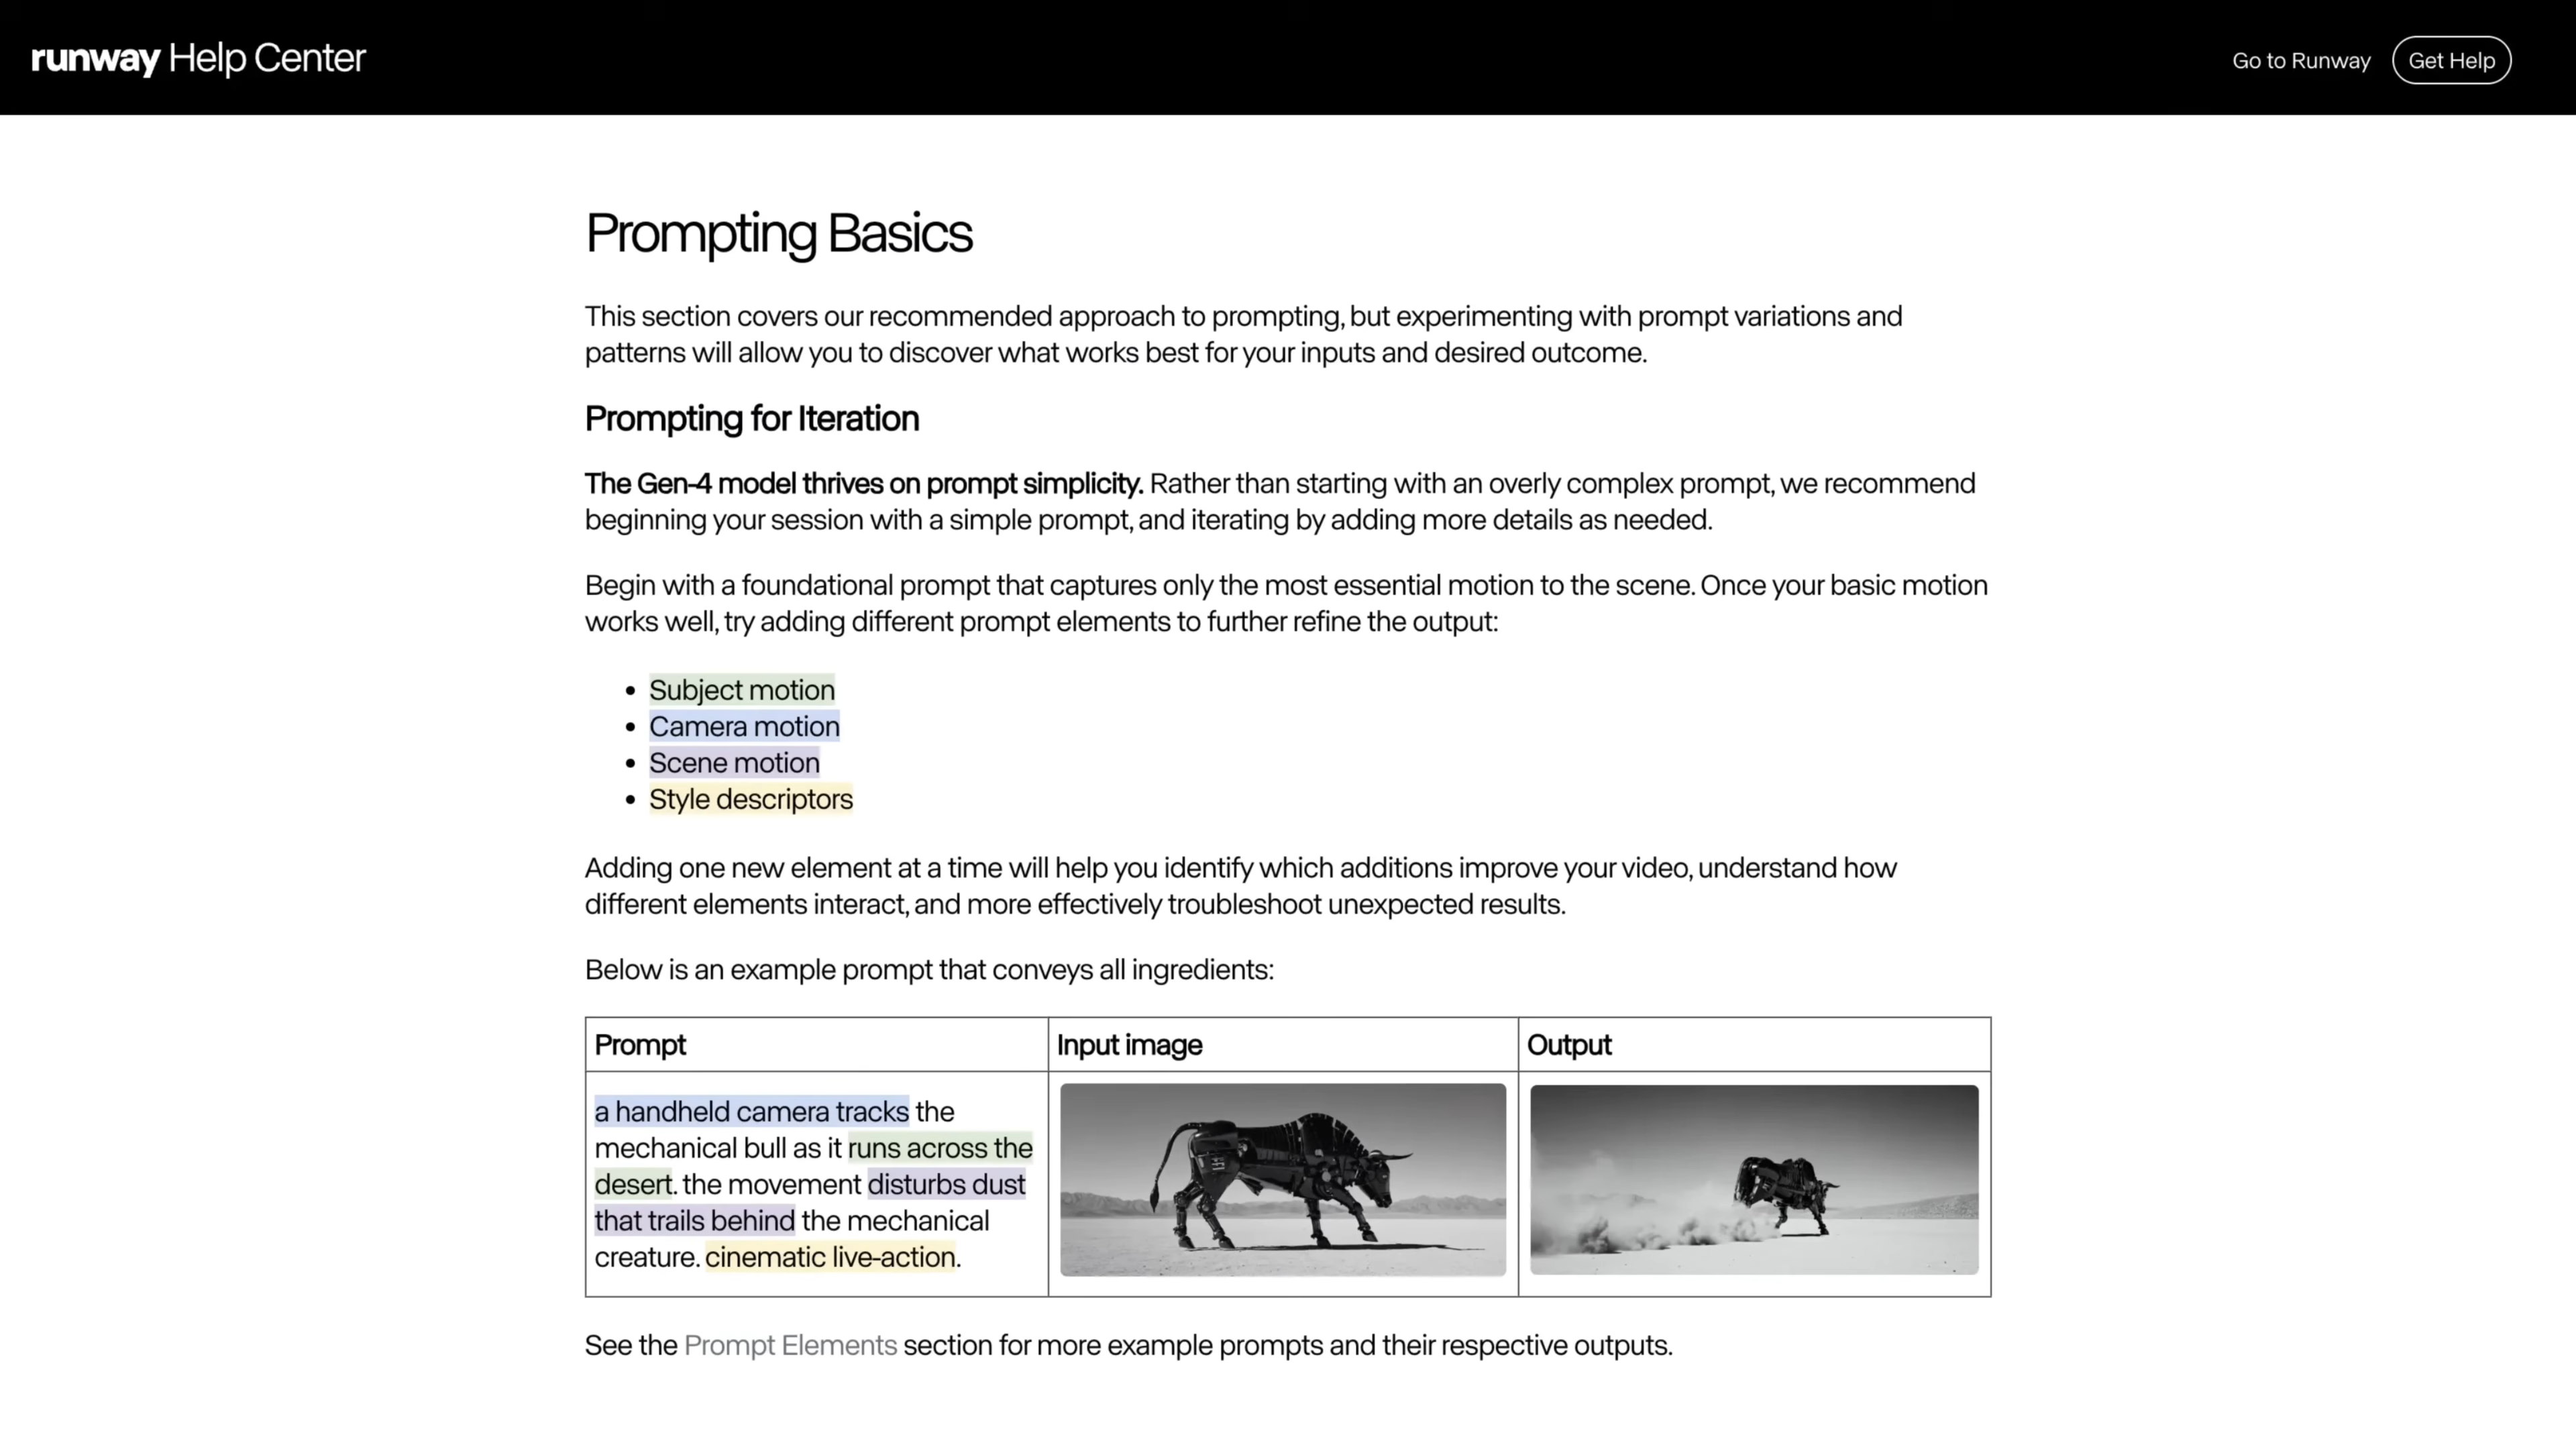 runway Help Center
Go to Runway
Get Help
Prompting Basics
This section covers our recommended approach to prompting, but experimenting with prompt variations and
patterns will allow you to discover what works best for your inputs and desired outcome.
Prompting for Iteration
The Gen-4 model thrives on prompt simplicity. Rather than starting with an overly complex prompt, we recommend
beginning your session with a simple prompt, and iterating by adding more details as needed.
Begin with a foundational prompt that captures only the most essential motion to the scene. Once your basic motion
works well, try adding different prompt elements to further refine the output:
• Subject motion
• Camera motion
• Scene motion
• Style descriptors
Adding one new element at a time will help you identify which additions improve your video, understand how
different elements interact, and more effectively troubleshoot unexpected results.
Below is an example prompt that conveys all ingredients:
Prompt
Input image
Output
a handheld camera tracks the
mechanical bull as it runs across the
desert. the movement disturbs dust
that trails behind the mechanical
creature. cinematic live-action.
See the Prompt Elements section for more example prompts and their respective outputs.